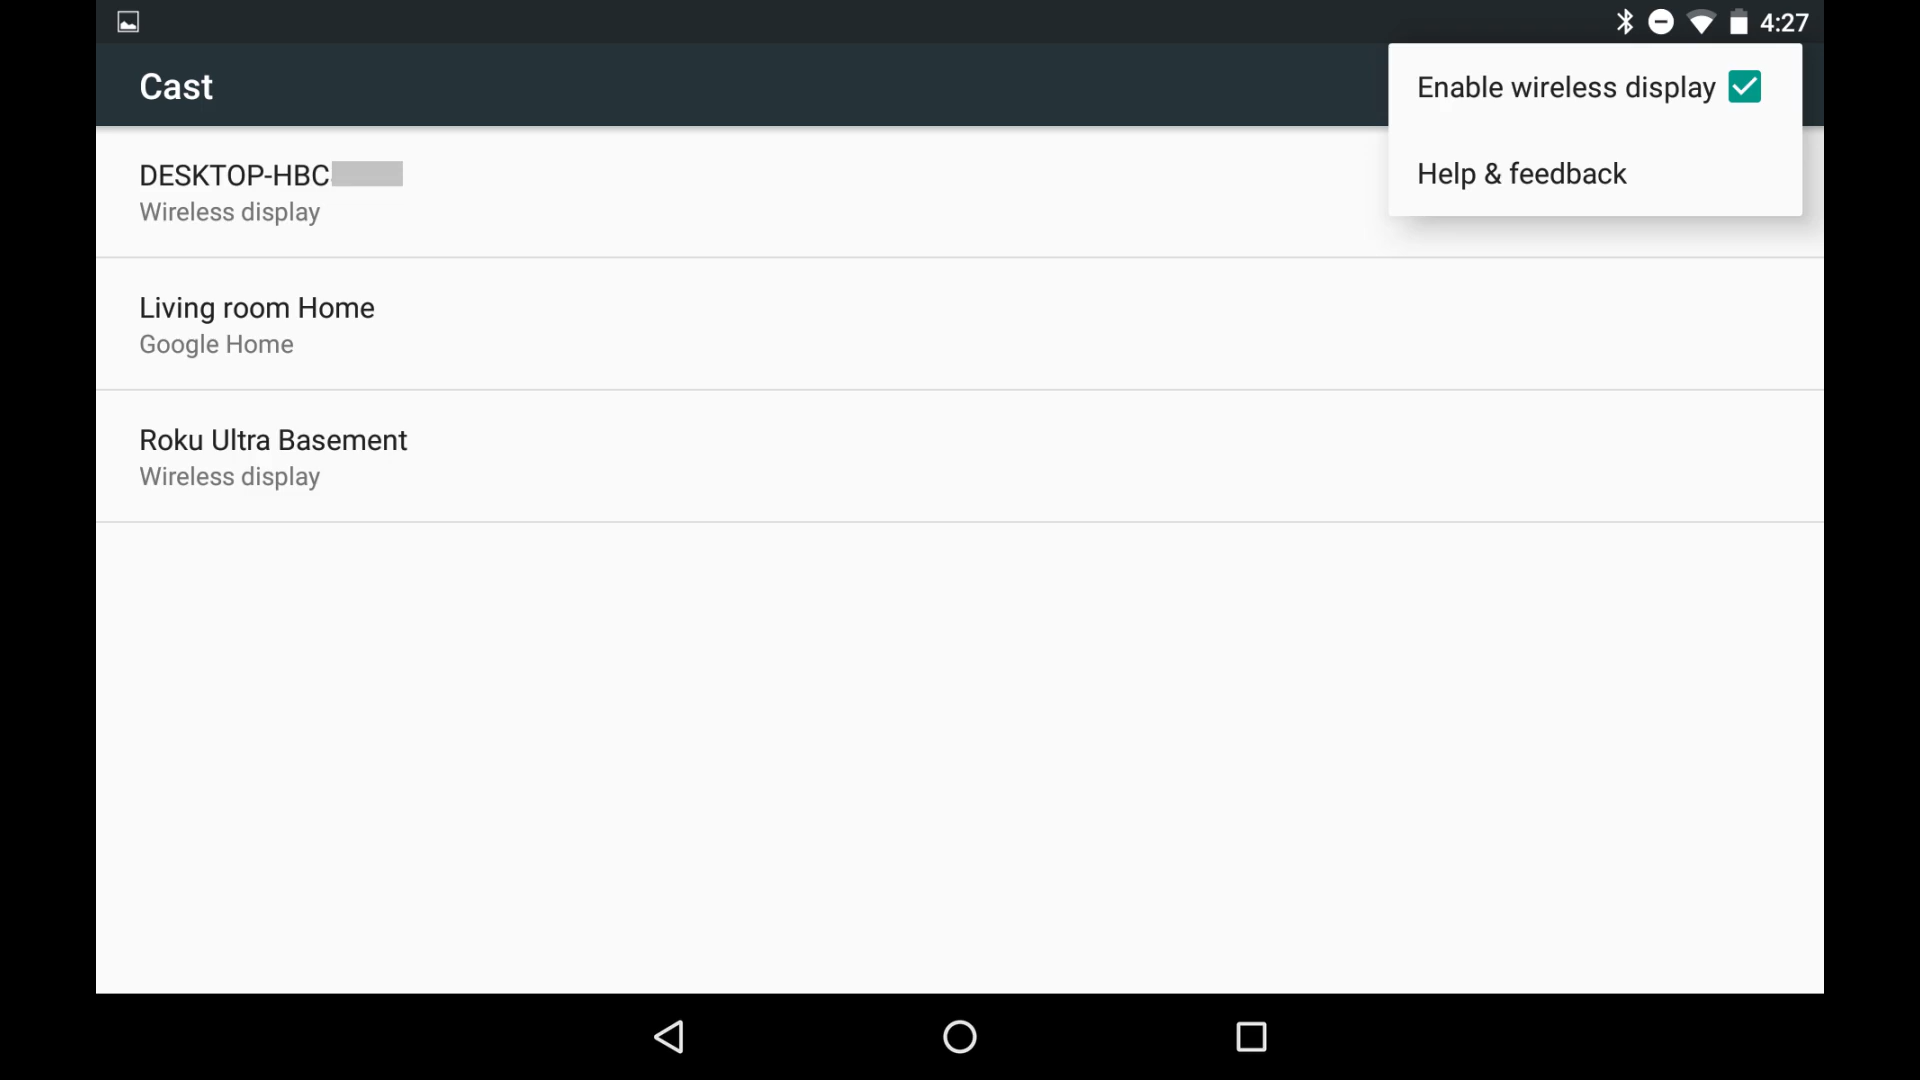 4:27
Cast
Enable wireless display
Help & feedback
DESKTOP-HBC
Wireless display
Living room Home
Google Home
Roku Ultra Basement
Wireless display